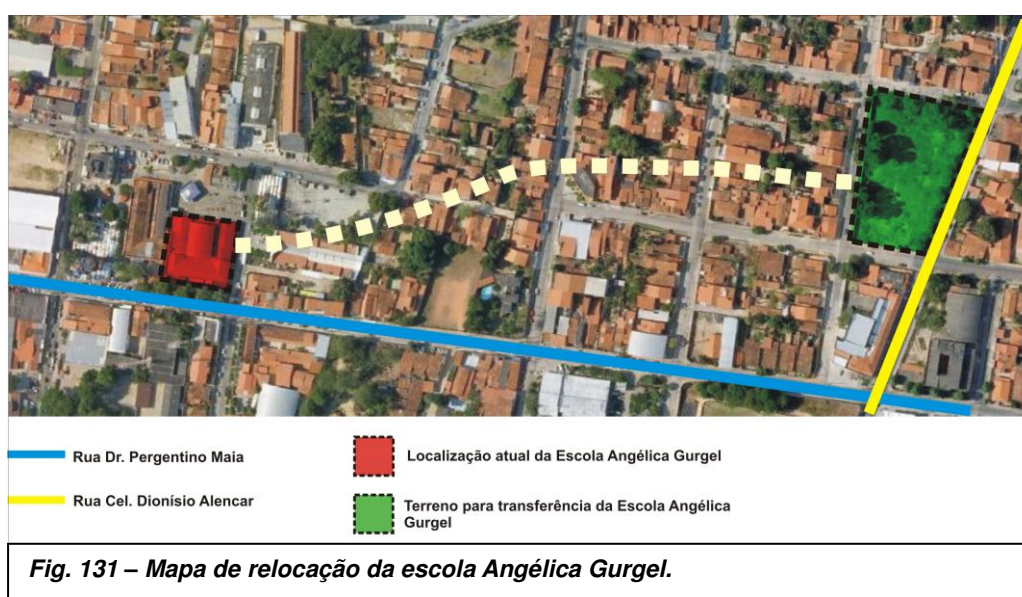 Rua Dr. Pergentino Maia
Rua Cel. Dionísio Alencar
Localização atual da Escola Angélica Gurgel
Terreno para transferência da Escola Angélica
Gurgel
Fig. 131 – Mapa de relocação da escola Angélica Gurgel.